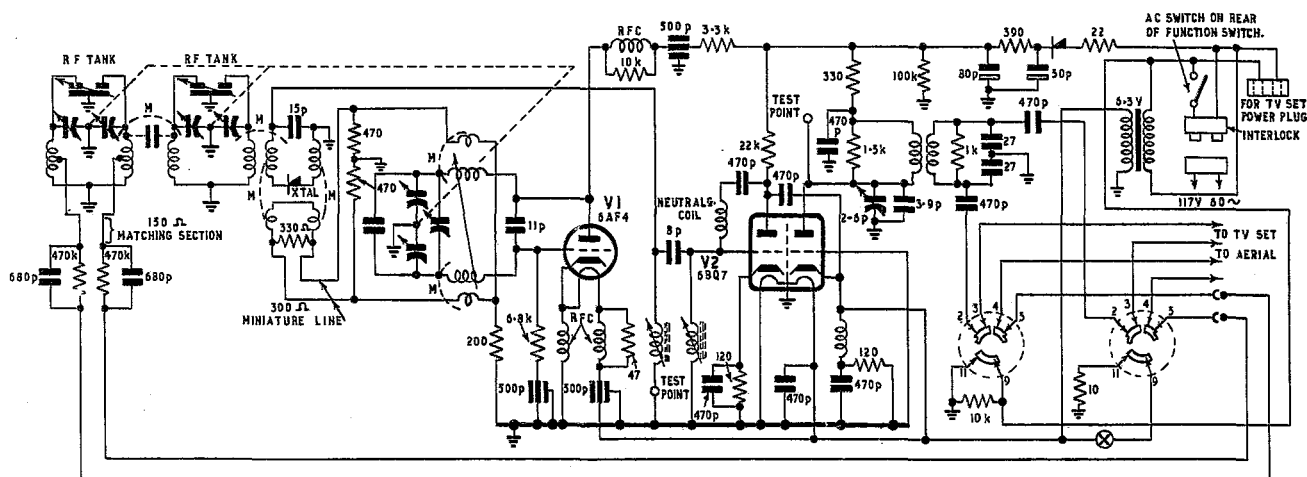 RF TANK
RF TANK
M
M
15p
M
M
XTAL
330Ω
150 Ω
MATCHING SECTION
470k
470k
680p
680p
300 Ω
MINIATURE LINE
470
470
M
M
11p
V1
6AF4
RFC
10k
500p
3·3k
200
6·8k
RFC
47
500p
500p
TEST
POINT
8p
NEUTRALG.
COIL
470p
22k
470p
V2
6BQ7
120
470p
470p
470p
120
TEST
POINT
330
470
p
1·5k
2-8p
3·9p
100k
1k
27
27
470p
470p
390
80p
50p
22
6·3V
AC SWITCH ON REAR
OF FUNCTION SWITCH.
FOR TV SET
POWER PLUG
INTERLOCK
117V 60~
TO TV SET
TO AERIAL
2
3
4
5
11
9
10k
2
3
4
5
11
9
10